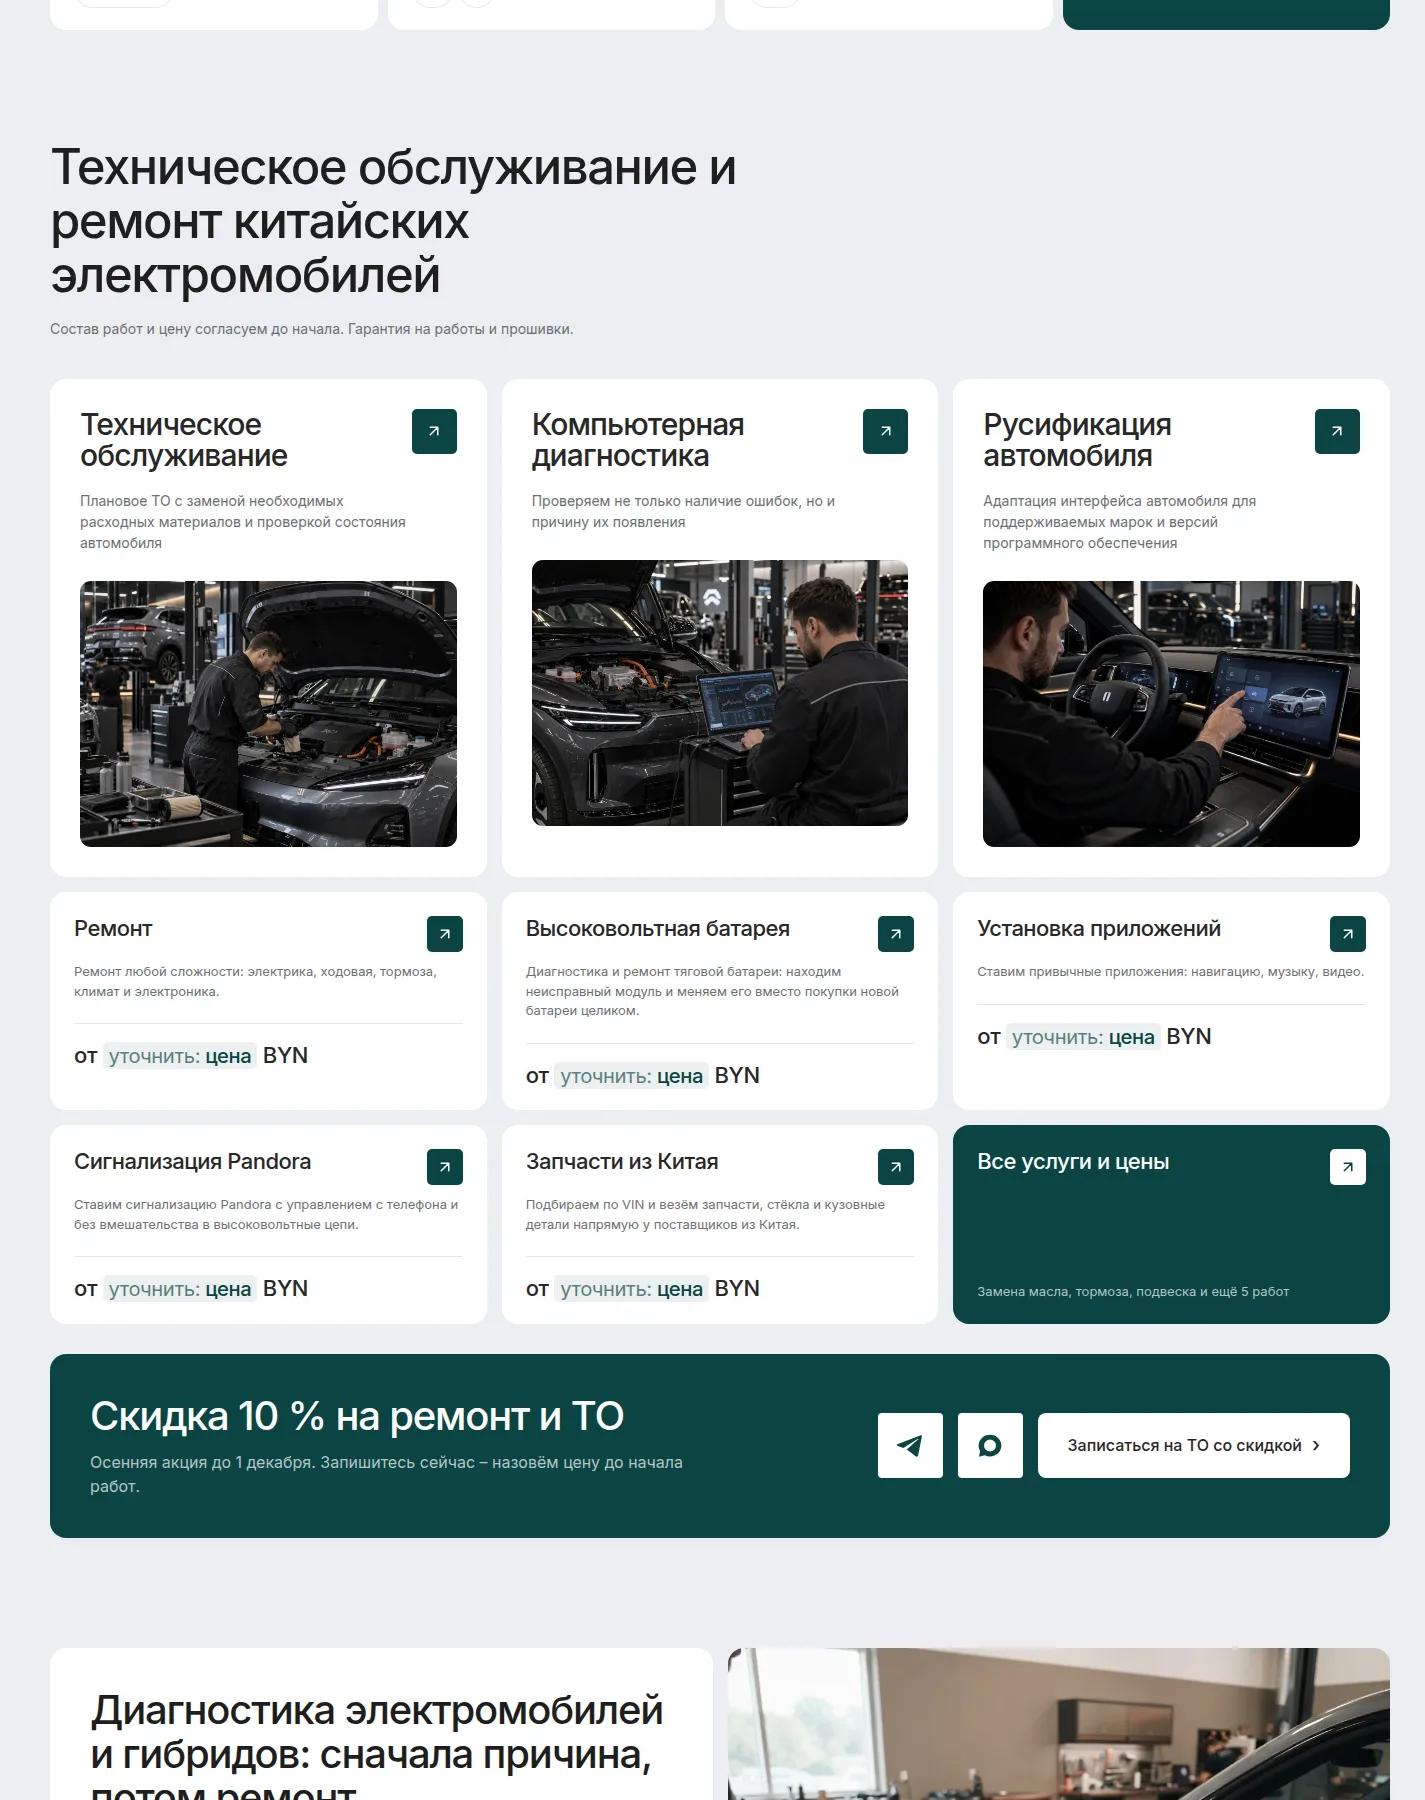 Техническое обслуживание и
ремонт китайских
электромобилей
Состав работ и цену согласуем до начала. Гарантия на работы и прошивки.
Техническое
обслуживание
Плановое ТО с заменой необходимых
расходных материалов и проверкой состояния
автомобиля
Компьютерная
диагностика
Проверяем не только наличие ошибок, но и
причину их появления
Русификация
автомобиля
Адаптация интерфейса автомобиля для
поддерживаемых марок и версий
программного обеспечения
Ремонт
Ремонт любой сложности: электрика, ходовая, тормоза,
климат и электроника.
от уточнить: цена BYN
Высоковольтная батарея
Диагностика и ремонт тяговой батареи: находим
неисправный модуль и меняем его вместо покупки новой
батареи целиком.
от уточнить: цена BYN
Установка приложений
Ставим привычные приложения: навигацию, музыку, видео.
от уточнить: цена BYN
Сигнализация Pandora
Ставим сигнализацию Pandora с управлением с телефона и
без вмешательства в высоковольтные цепи.
от уточнить: цена BYN
Запчасти из Китая
Подбираем по VIN и везём запчасти, стёкла и кузовные
детали напрямую у поставщиков из Китая.
от уточнить: цена BYN
Все услуги и цены
Замена масла, тормоза, подвеска и ещё 5 работ
Скидка 10 % на ремонт и ТО
Осенняя акция до 1 декабря. Запишитесь сейчас – назовём цену до начала
работ.
Записаться на ТО со скидкой ›
Диагностика электромобилей
и гибридов: сначала причина,
потом ремонт